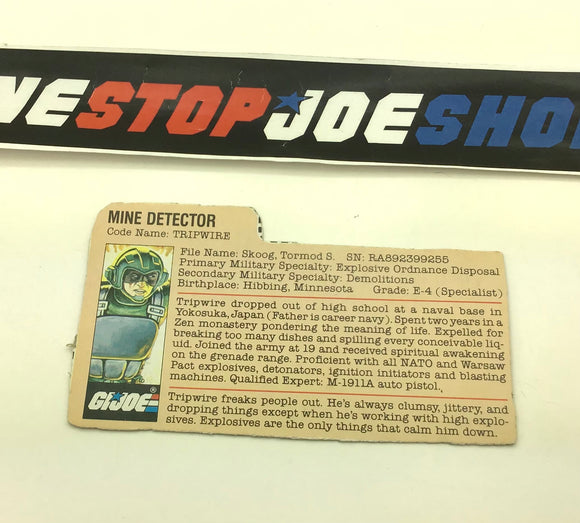 NESTOPJOESHO
MINE DETECTOR
Code Name: TRIPWIRE
File Name: Skoog, Tormod S. SN: RA892399255
Primary Military Specialty: Explosive Ordnance Disposal
Secondary Military Specialty: Demolitions
Birthplace: Hibbing, Minnesota Grade: E-4 (Specialist)
Tripwire dropped out of high school at a naval base in
Yokosuka, Japan (Father is career navy). Spent two years in a
Zen monastery pondering the meaning of life. Expelled for
breaking too many dishes and spilling every conceivable liq-
uid. Joined the army at 19 and received spiritual awakening
on the grenade range. Proficient with all NATO and Warsaw
Pact explosives, detonators, ignition initiators and blasting
machines. Qualified Expert: M-1911A auto pistol.
Tripwire freaks people out. He's always clumsy, jittery, and
dropping things except when he's working with high explo-
sives. Explosives are the only things that calm him down.
GI JOE®